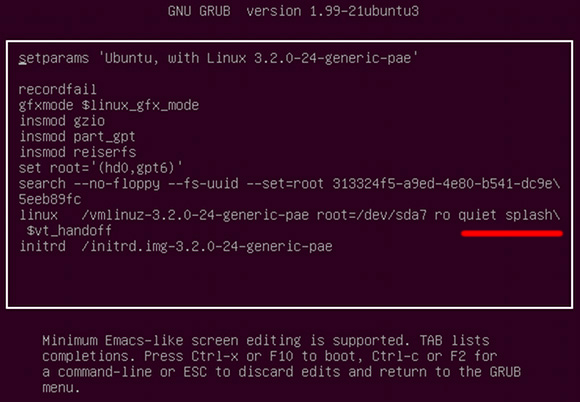 GNU GRUB  version 1.99-21ubuntu3
setparams 'Ubuntu, with Linux 3.2.0-24-generic-pae'
recordfail
gfxmode $linux_gfx_mode
insmod gzio
insmod part_gpt
insmod reiserfs
set root='(hd0,gpt6)'
search --no-floppy --fs-uuid --set=root 313324f5-a9ed-4e80-b541-dc9e\
5eeb89fc
linux   /vmlinuz-3.2.0-24-generic-pae root=/dev/sda7 ro quiet splash\
 $vt_handoff
initrd  /initrd.img-3.2.0-24-generic-pae
Minimum Emacs-like screen editing is supported. TAB lists
completions. Press Ctrl-x or F10 to boot, Ctrl-c or F2 for
a command-line or ESC to discard edits and return to the GRUB
menu.